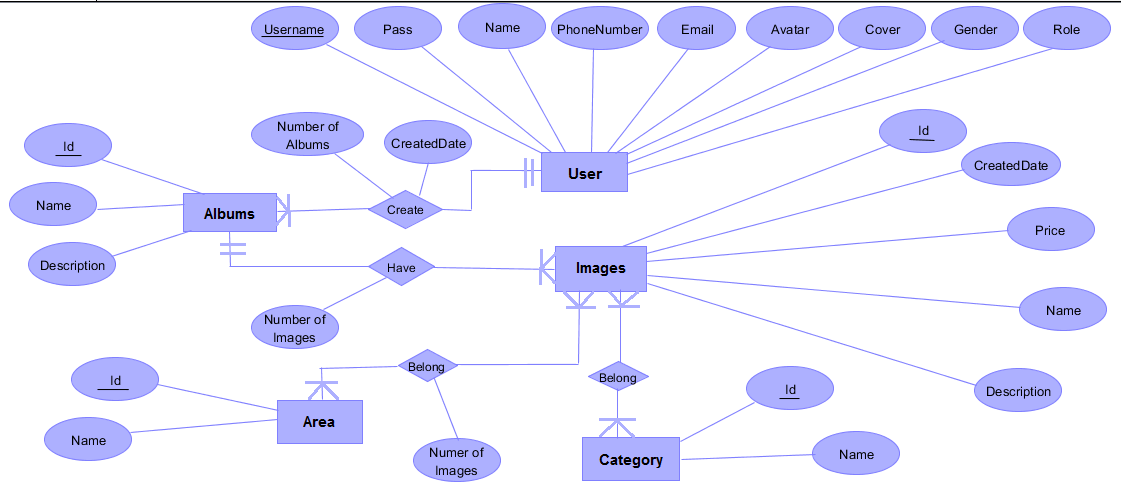 Username
Pass
Name
PhoneNumber
Email
Avatar
Cover
Gender
Role
Number of
Albums
CreatedDate
Id
Id
CreatedDate
User
Name
Albums
Create
Price
Description
Have
Images
Number of
Images
Name
Belong
Belong
Id
Id
Description
Area
Name
Numer of
Images
Category
Name